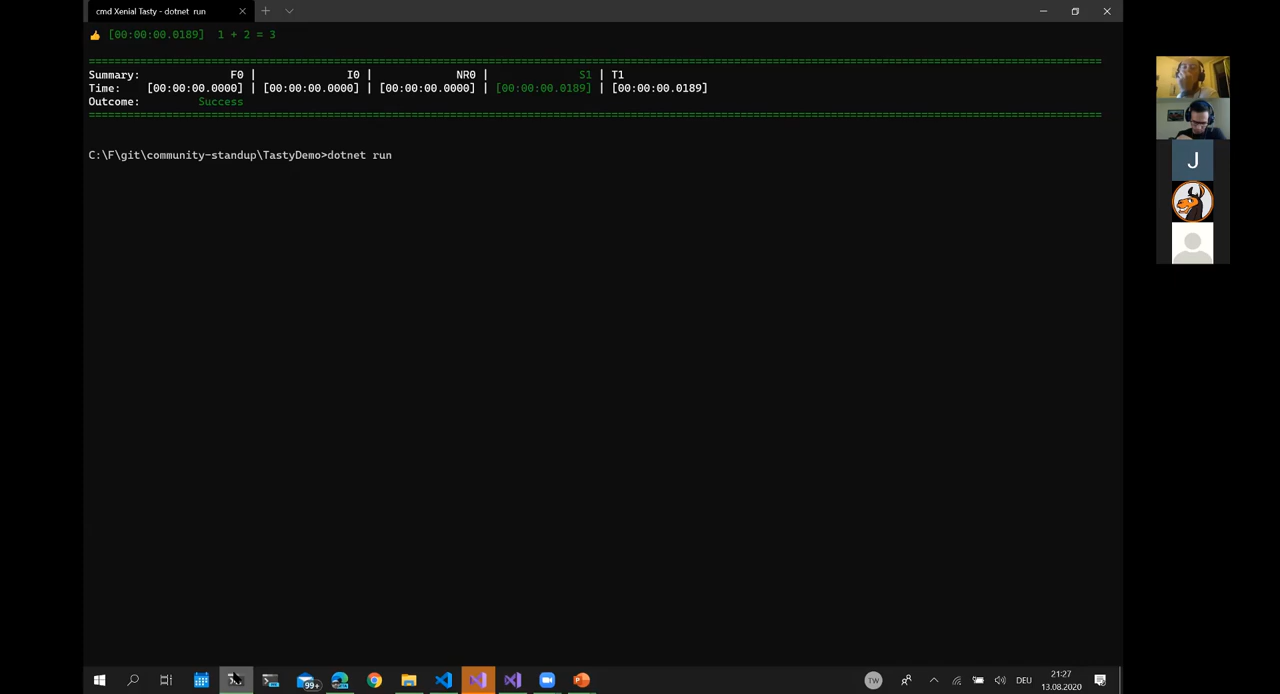 cmd Xenial Tasty - dotnet run
[00:00:00.0189] 1 + 2 = 3
================================================================================
Summary: F0 | I0 | NR0 | S1 | T1
Time: [00:00:00.0000] | [00:00:00.0000] | [00:00:00.0000] | [00:00:00.0189] | [00:00:00.0189]
Outcome: Success
================================================================================
C:\F\git\community-standup\TastyDemo>dotnet run
J
99+
TW
DEU
21:27
13.08.2020